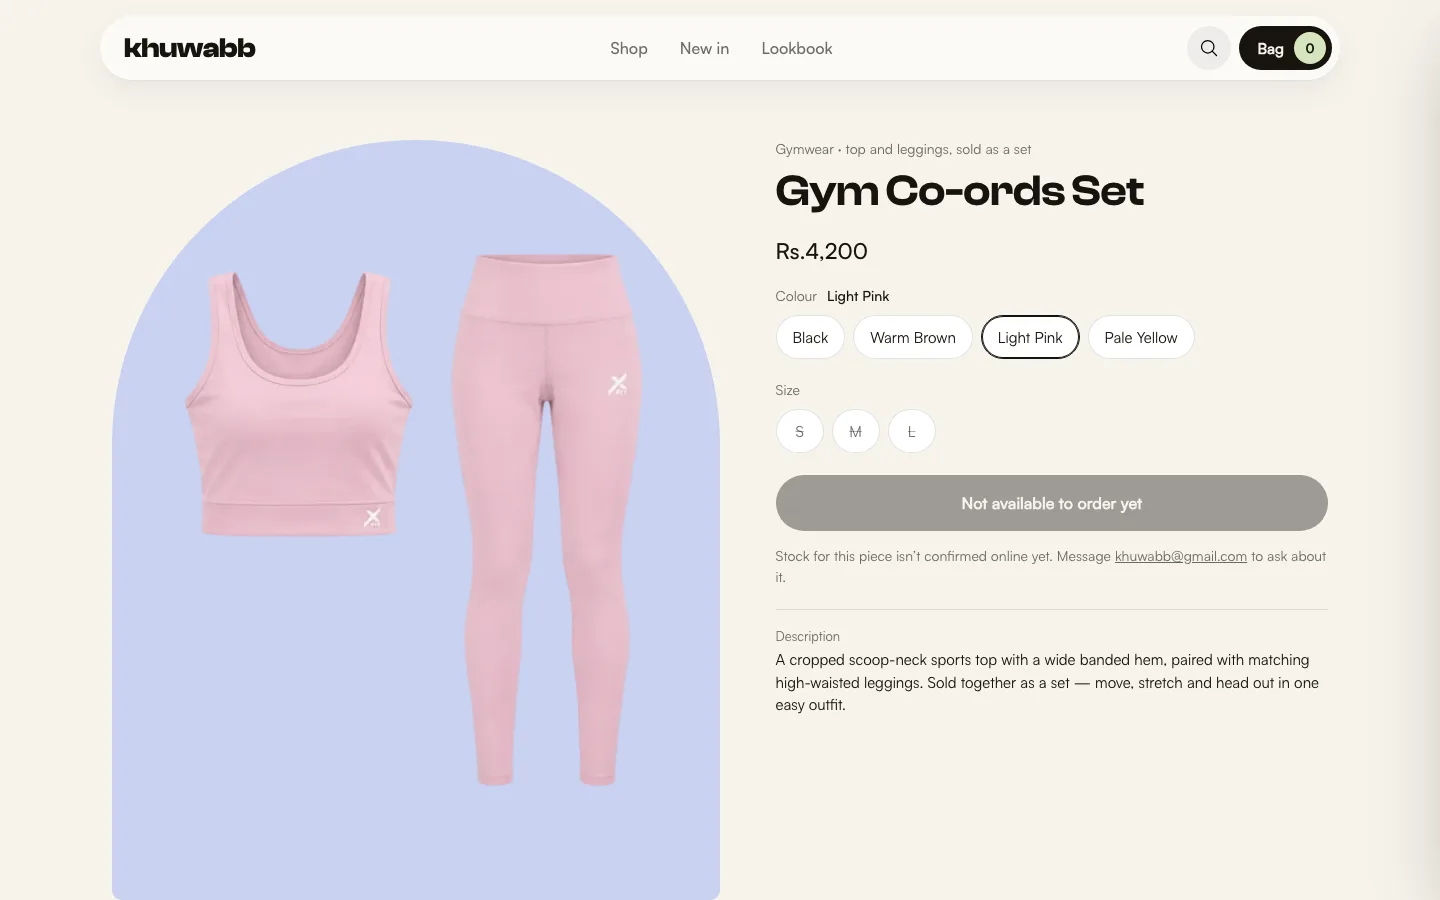 khuwabb
Shop
New in
Lookbook
Bag
0
Gymwear · top and leggings, sold as a set
Gym Co-ords Set
Rs.4,200
Colour Light Pink
Black
Warm Brown
Light Pink
Pale Yellow
Size
S
M
L
Not available to order yet
Stock for this piece isn't confirmed online yet. Message khuwabb@gmail.com to ask about
it.
Description
A cropped scoop-neck sports top with a wide banded hem, paired with matching
high-waisted leggings. Sold together as a set — move, stretch and head out in one
easy outfit.